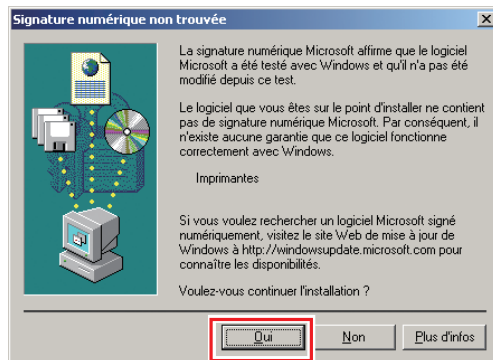 Signature numérique non trouvée
La signature numérique Microsoft affirme que le logiciel
Microsoft a été testé avec Windows et qu'il n'a pas été
modifié depuis ce test.
Le logiciel que vous êtes sur le point d'installer ne contient
pas de signature numérique Microsoft. Par conséquent, il
n'existe aucune garantie que ce logiciel fonctionne
correctement avec Windows.
Imprimantes
Si vous voulez rechercher un logiciel Microsoft signé
numériquement, visitez le site Web de mise à jour de
Windows à http://windowsupdate.microsoft.com pour
connaître les disponibilités.
Voulez-vous continuer l'installation ?
Oui Non Plus d'infos